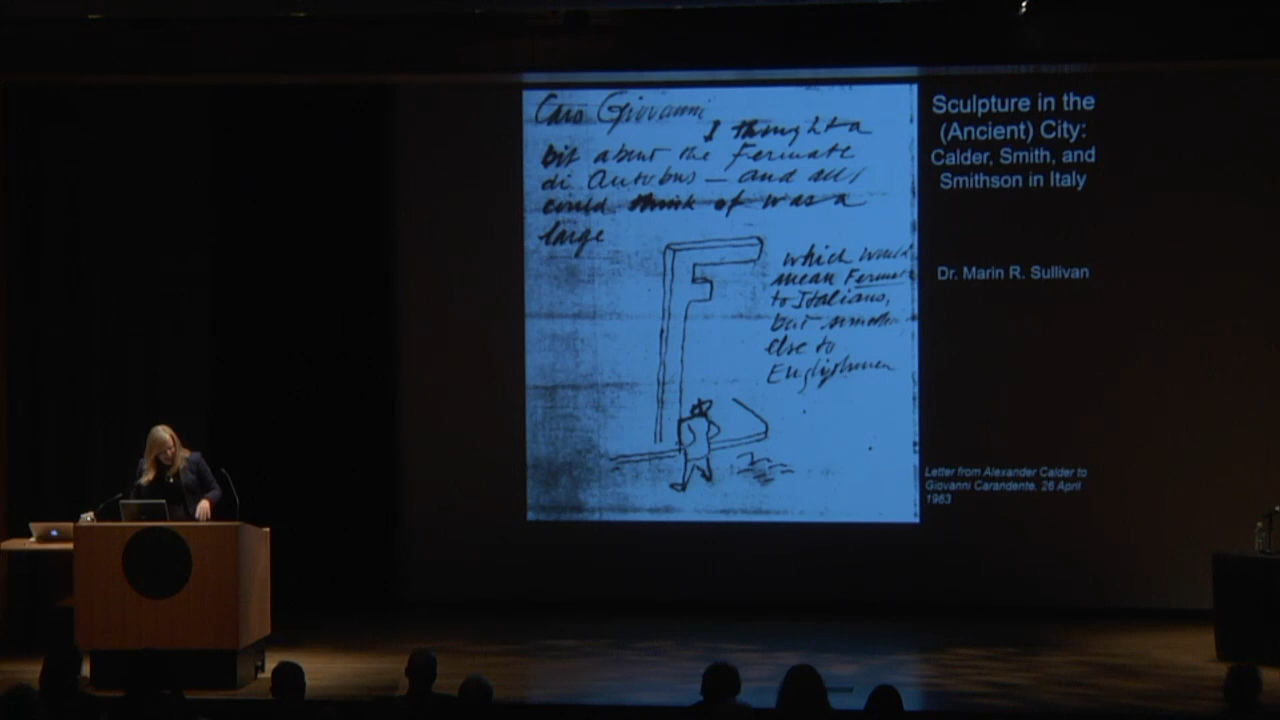 Caro Giovanni
I thought a
bit about the Fermate
di Autobus — and all I
could think of was a
large
F
which would
mean Fermat
to Italians,
but somethin
else to
Englishmen
Sculpture in the
(Ancient) City:
Calder, Smith, and
Smithson in Italy
Dr. Marin R. Sullivan
Letter from Alexander Calder to
Giovanni Carandente, 26 April
1963